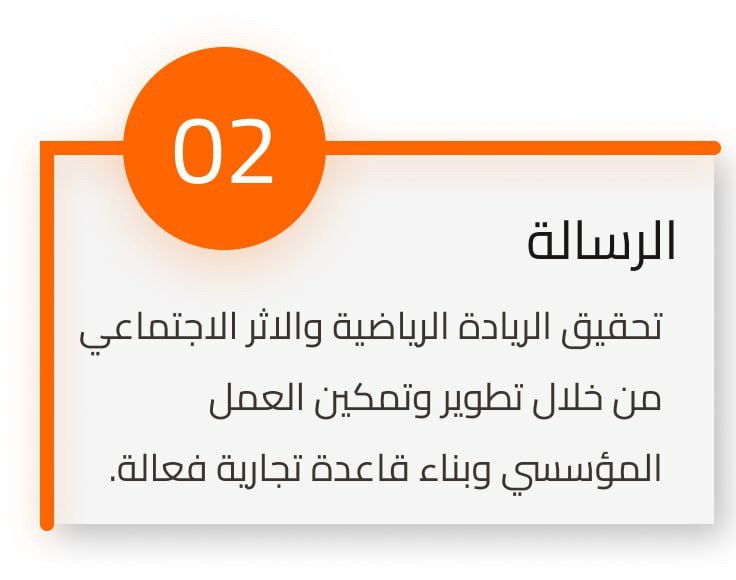 02
الرسالة
تحقيق الريادة الرياضية والاثر الاجتماعي
من خلال تطوير وتمكين العمل
المؤسسي وبناء قاعدة تجارية فعالة.